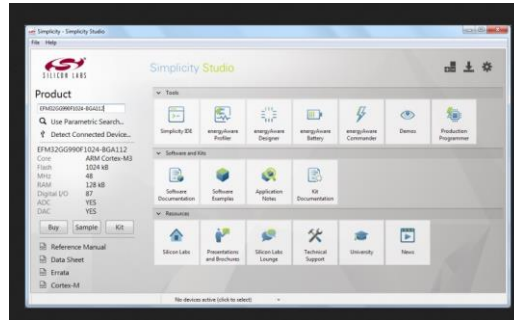 Simplicity - Simplicity Studio
File Help
SILICON LABS
Simplicity Studio
Product
EFM32GG990F1024-BGA112
Use Parametric Search...
Detect Connected Device...
EFM32GG990F1024-BGA112
Core ARM Cortex-M3
Flash 1024 kB
MHz 48
RAM 128 kB
Digital I/O 87
ADC YES
DAC YES
Buy Sample Kit
Reference Manual
Data Sheet
Errata
Cortex-M
Tools
Simplicity IDE
energyAware Profiler
energyAware Designer
energyAware Battery
energyAware Commander
Demos
Production Programmer
Software and Kits
Software Documentation
Software Examples
Application Notes
Kit Documentation
Resources
Silicon Labs
Presentations and Brochures
Silicon Labs Lounge
Technical Support
University
News
No devices active (click to select)